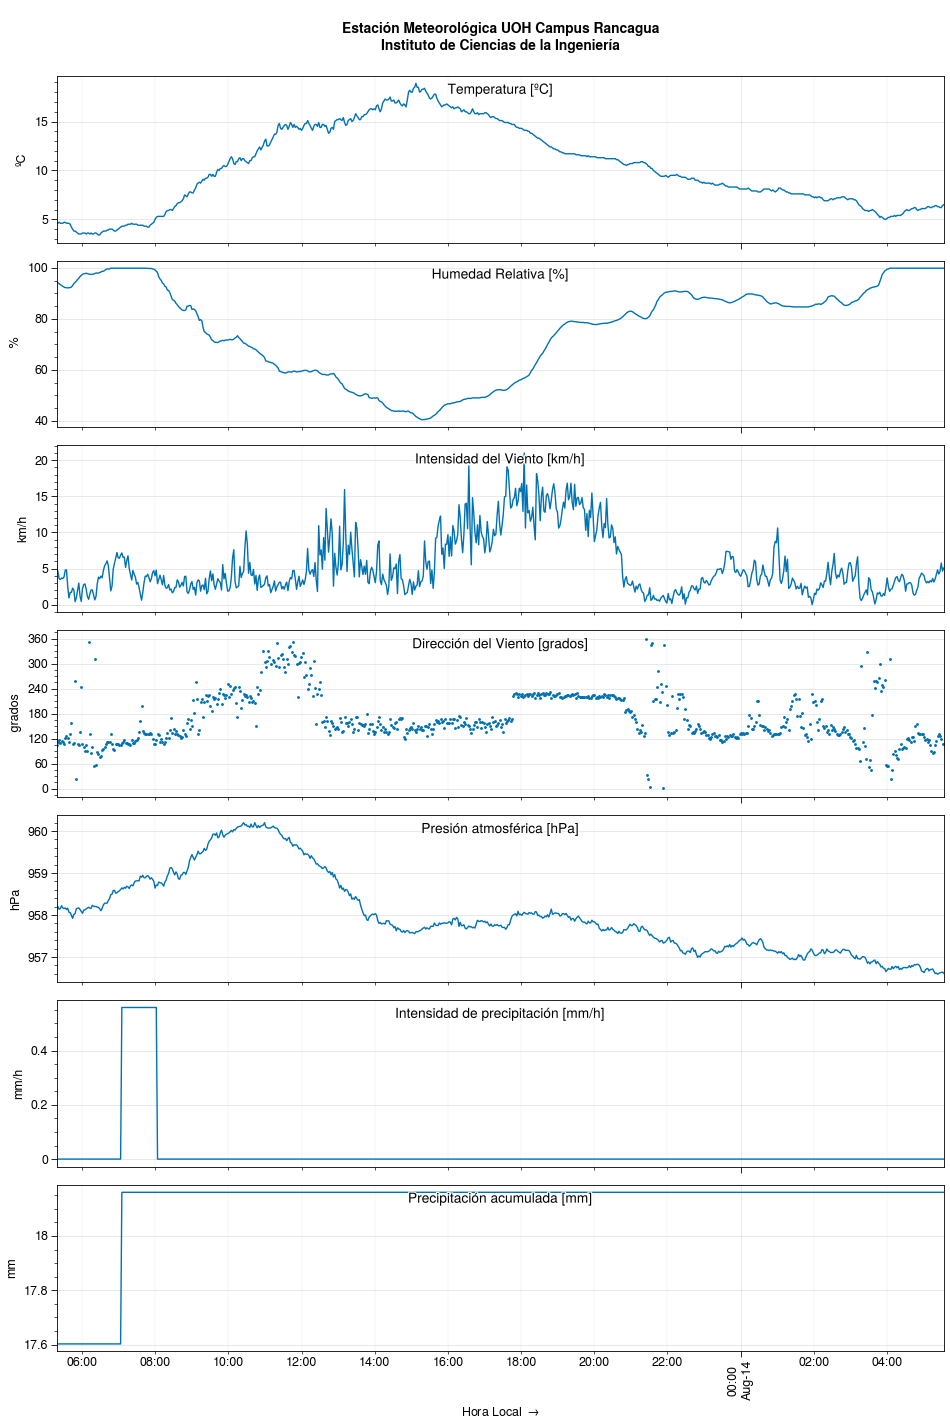 Estación Meteorológica UOH Campus Rancagua
Instituto de Ciencias de la Ingeniería
Temperatura [ºC]
15
10
5
ºC
Humedad Relativa [%]
100
80
60
40
%
Intensidad del Viento [km/h]
20
15
10
5
0
km/h
Dirección del Viento [grados]
360
300
240
180
120
60
0
grados
Presión atmosférica [hPa]
960
959
958
957
hPa
Intensidad de precipitación [mm/h]
0.4
0.2
0
mm/h
Precipitación acumulada [mm]
18
17.8
17.6
mm
06:00 08:00 10:00 12:00 14:00 16:00 18:00 20:00 22:00 00:00 02:00 04:00
Aug-14
Hora Local →